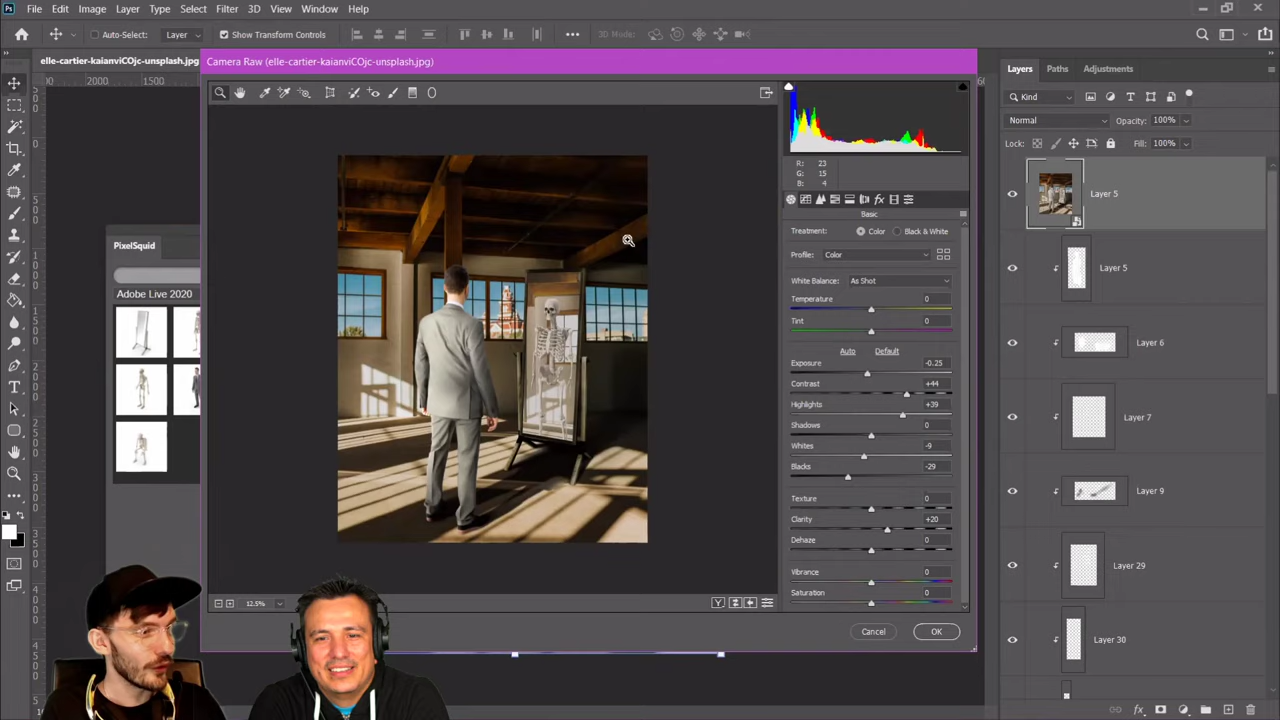 Ps File Edit Image Layer Type Select Filter 3D View Window Help
Auto-Select: Layer Show Transform Controls 3D Mode:
elle-cartier-kaianviCOjc-unsplash.jpg
2000 1500
Camera Raw (elle-cartier-kaianviCOjc-unsplash.jpg)
PixelSquid
Adobe Live 2020
12.5%
R: 23
G: 15
B: 4
Basic
Treatment: Color Black & White
Profile: Color
White Balance: As Shot
Temperature 0
Tint 0
Auto Default
Exposure -0.25
Contrast +44
Highlights +39
Shadows 0
Whites -9
Blacks -29
Texture 0
Clarity +20
Dehaze 0
Vibrance 0
Saturation 0
Cancel OK
Layers Paths Adjustments
Kind
Normal Opacity: 100%
Lock: Fill: 100%
Layer 5
Layer 5
Layer 6
Layer 7
Layer 9
Layer 29
Layer 30